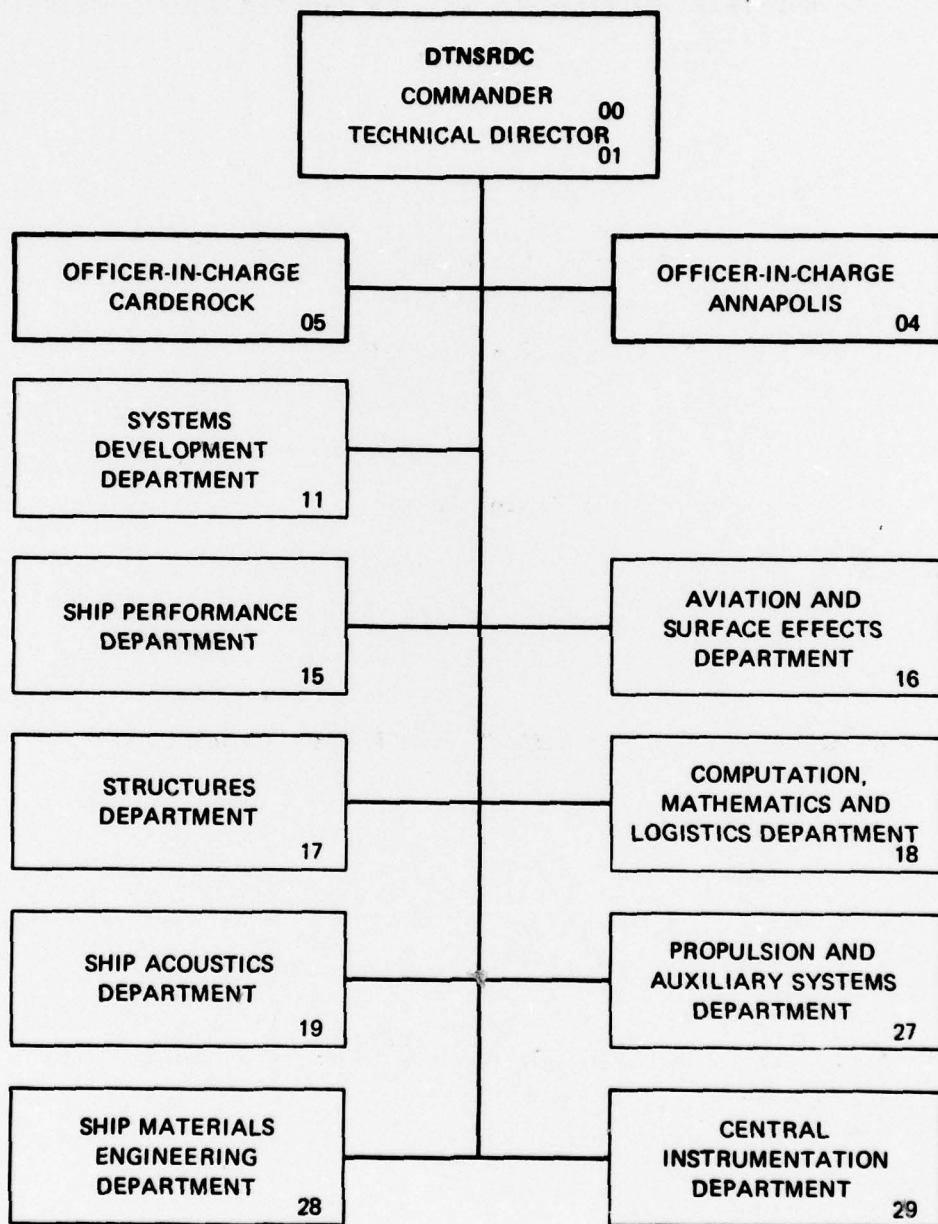 DTNSRDC
COMMANDER
00
TECHNICAL DIRECTOR
01
OFFICER-IN-CHARGE
CARDEROCK
05
OFFICER-IN-CHARGE
ANNAPOLIS
04
SYSTEMS
DEVELOPMENT
DEPARTMENT
11
SHIP PERFORMANCE
DEPARTMENT
15
AVIATION AND
SURFACE EFFECTS
DEPARTMENT
16
STRUCTURES
DEPARTMENT
17
COMPUTATION,
MATHEMATICS AND
LOGISTICS DEPARTMENT
18
SHIP ACOUSTICS
DEPARTMENT
19
PROPULSION AND
AUXILIARY SYSTEMS
DEPARTMENT
27
SHIP MATERIALS
ENGINEERING
DEPARTMENT
28
CENTRAL
INSTRUMENTATION
DEPARTMENT
29